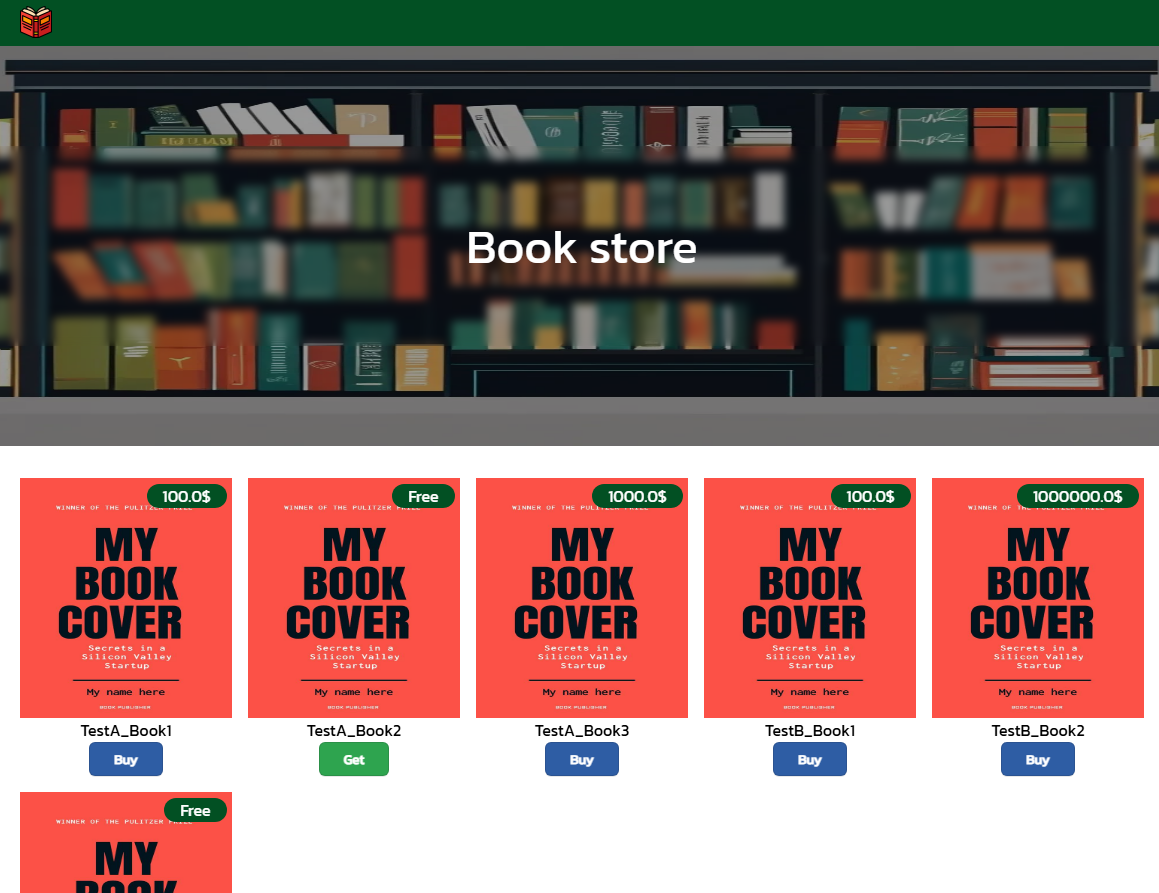 Book store
100.0$
WINNER OF THE PULITZER PRIZE
MY
BOOK
COVER
Secrets in a
Silicon Valley
Startup
My name here
BOOK PUBLISHER
TestA_Book1
Buy
Free
WINNER OF THE PULITZER PRIZE
MY
BOOK
COVER
Secrets in a
Silicon Valley
Startup
My name here
BOOK PUBLISHER
TestA_Book2
Get
1000.0$
WINNER OF THE PULITZER PRIZE
MY
BOOK
COVER
Secrets in a
Silicon Valley
Startup
My name here
BOOK PUBLISHER
TestA_Book3
Buy
100.0$
WINNER OF THE PULITZER PRIZE
MY
BOOK
COVER
Secrets in a
Silicon Valley
Startup
My name here
BOOK PUBLISHER
TestB_Book1
Buy
1000000.0$
WINNER OF THE PULITZER PRIZE
MY
BOOK
COVER
Secrets in a
Silicon Valley
Startup
My name here
BOOK PUBLISHER
TestB_Book2
Buy
Free
WINNER OF THE PULITZER PRIZE
MY
BOOK